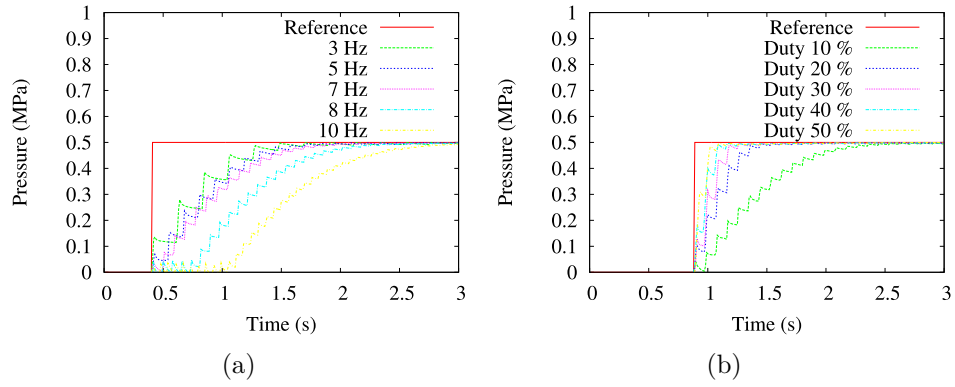 1
0.9
0.8
0.7
0.6
0.5
0.4
0.3
0.2
0.1
0
Pressure (MPa)
Reference
3 Hz
5 Hz
7 Hz
8 Hz
10 Hz
0 0.5 1 1.5 2 2.5 3
Time (s)
(a)
1
0.9
0.8
0.7
0.6
0.5
0.4
0.3
0.2
0.1
0
Pressure (MPa)
Reference
Duty 10 %
Duty 20 %
Duty 30 %
Duty 40 %
Duty 50 %
0 0.5 1 1.5 2 2.5 3
Time (s)
(b)